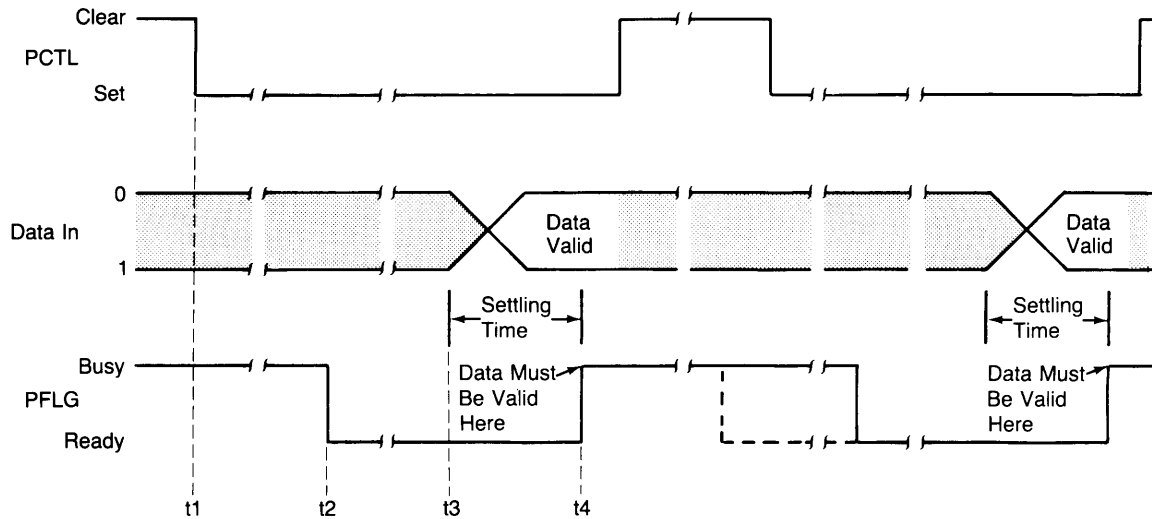 Clear
PCTL
Set
0
Data In
1
Data
Valid
Data
Valid
Settling
Time
Settling
Time
Busy
PFLG
Ready
Data Must
Be Valid
Here
Data Must
Be Valid
Here
t1
t2
t3
t4